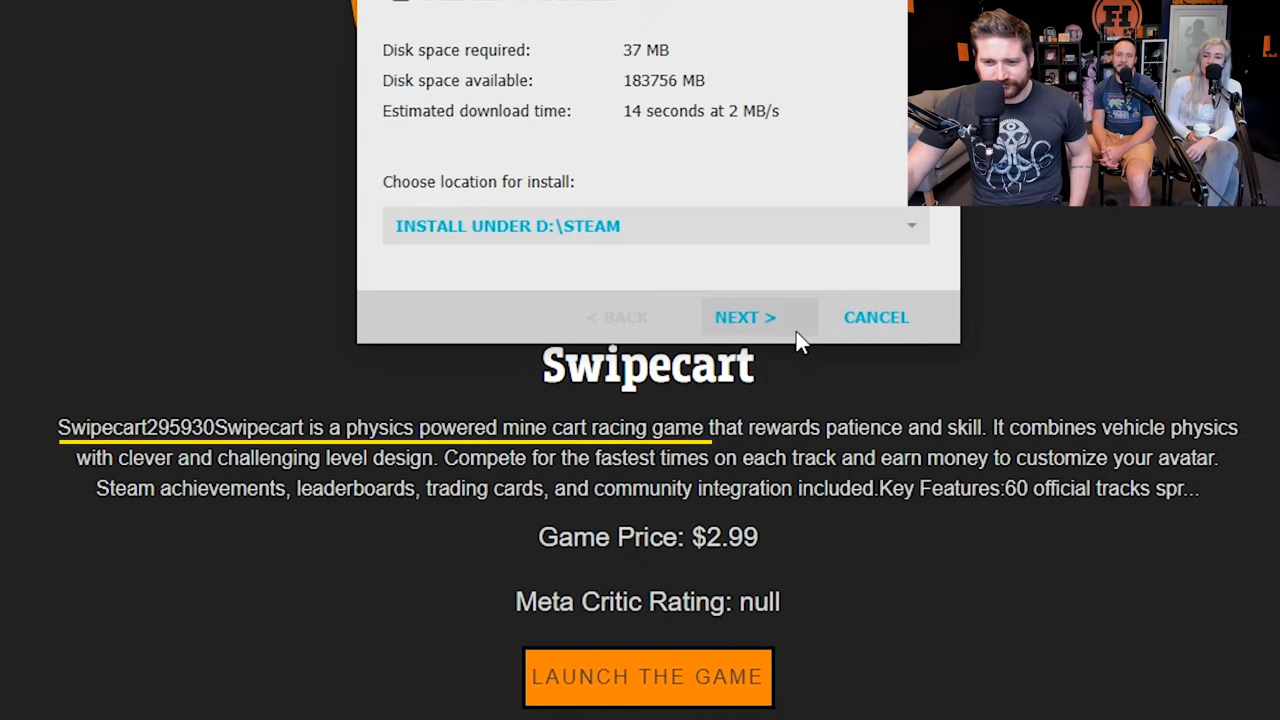 Disk space required: 37 MB
Disk space available: 183756 MB
Estimated download time: 14 seconds at 2 MB/s
Choose location for install:
INSTALL UNDER D:\STEAM
< BACK NEXT > CANCEL
Swipecart
Swipecart295930Swipecart is a physics powered mine cart racing game that rewards patience and skill. It combines vehicle physics
with clever and challenging level design. Compete for the fastest times on each track and earn money to customize your avatar.
Steam achievements, leaderboards, trading cards, and community integration included.Key Features:60 official tracks spr...
Game Price: $2.99
Meta Critic Rating: null
LAUNCH THE GAME